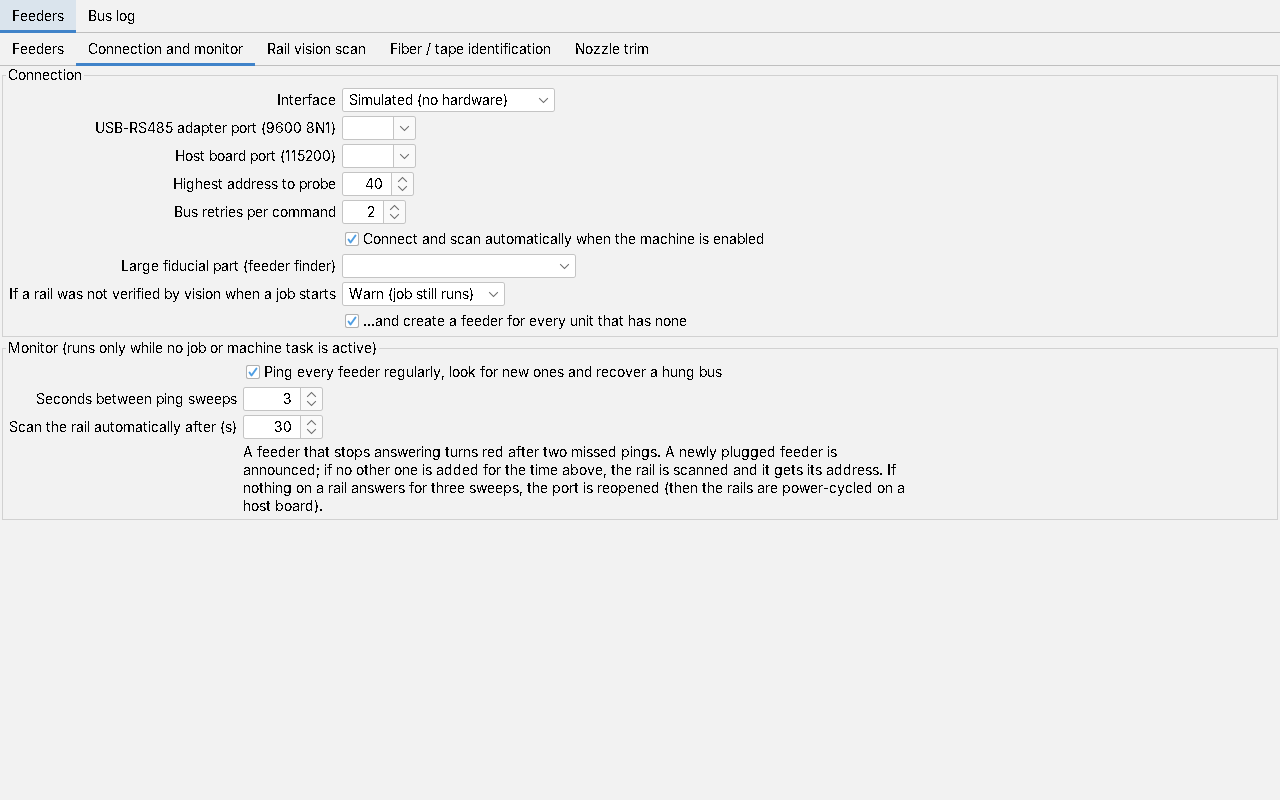 Feeders Bus log
Feeders Connection and monitor Rail vision scan Fiber / tape identification Nozzle trim
Connection
Interface Simulated (no hardware)
USB-RS485 adapter port (9600 8N1)
Host board port (115200)
Highest address to probe 40
Bus retries per command 2
Connect and scan automatically when the machine is enabled
Large fiducial part (feeder finder)
If a rail was not verified by vision when a job starts Warn (job still runs)
...and create a feeder for every unit that has none
Monitor (runs only while no job or machine task is active)
Ping every feeder regularly, look for new ones and recover a hung bus
Seconds between ping sweeps 3
Scan the rail automatically after (s) 30
A feeder that stops answering turns red after two missed pings. A newly plugged feeder is
announced; if no other one is added for the time above, the rail is scanned and it gets its address. If
nothing on a rail answers for three sweeps, the port is reopened (then the rails are power-cycled on a
host board).